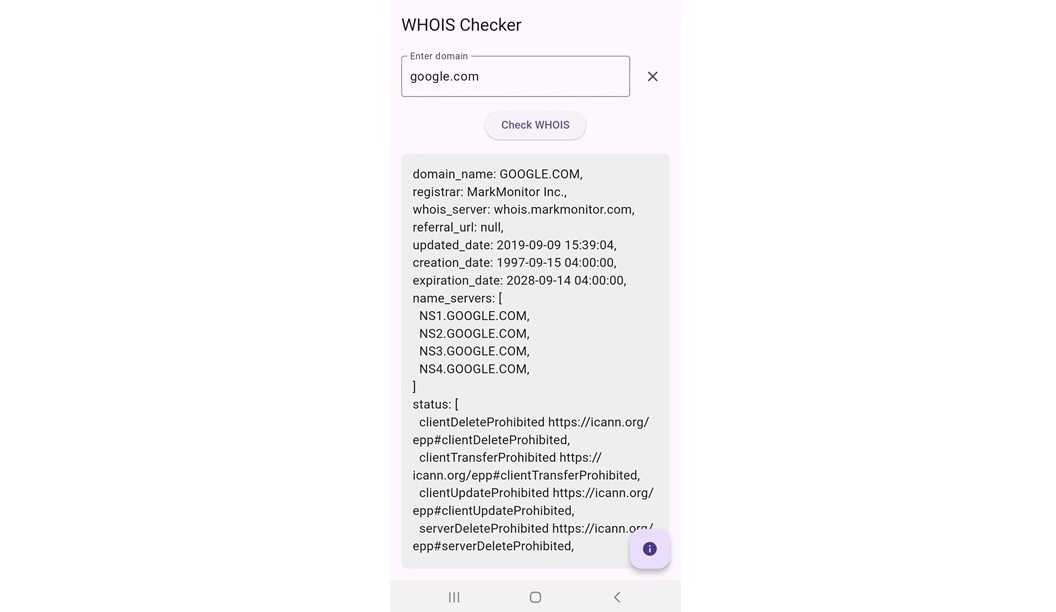 WHOIS Checker
Enter domain
google.com
Check WHOIS
domain_name: GOOGLE.COM,
registrar: MarkMonitor Inc.,
whois_server: whois.markmonitor.com,
referral_url: null,
updated_date: 2019-09-09 15:39:04,
creation_date: 1997-09-15 04:00:00,
expiration_date: 2028-09-14 04:00:00,
name_servers: [
NS1.GOOGLE.COM,
NS2.GOOGLE.COM,
NS3.GOOGLE.COM,
NS4.GOOGLE.COM,
]
status: [
clientDeleteProhibited https://icann.org/
epp#clientDeleteProhibited,
clientTransferProhibited https://
icann.org/epp#clientTransferProhibited,
clientUpdateProhibited https://icann.org/
epp#clientUpdateProhibited,
serverDeleteProhibited https://icann.org/
epp#serverDeleteProhibited,